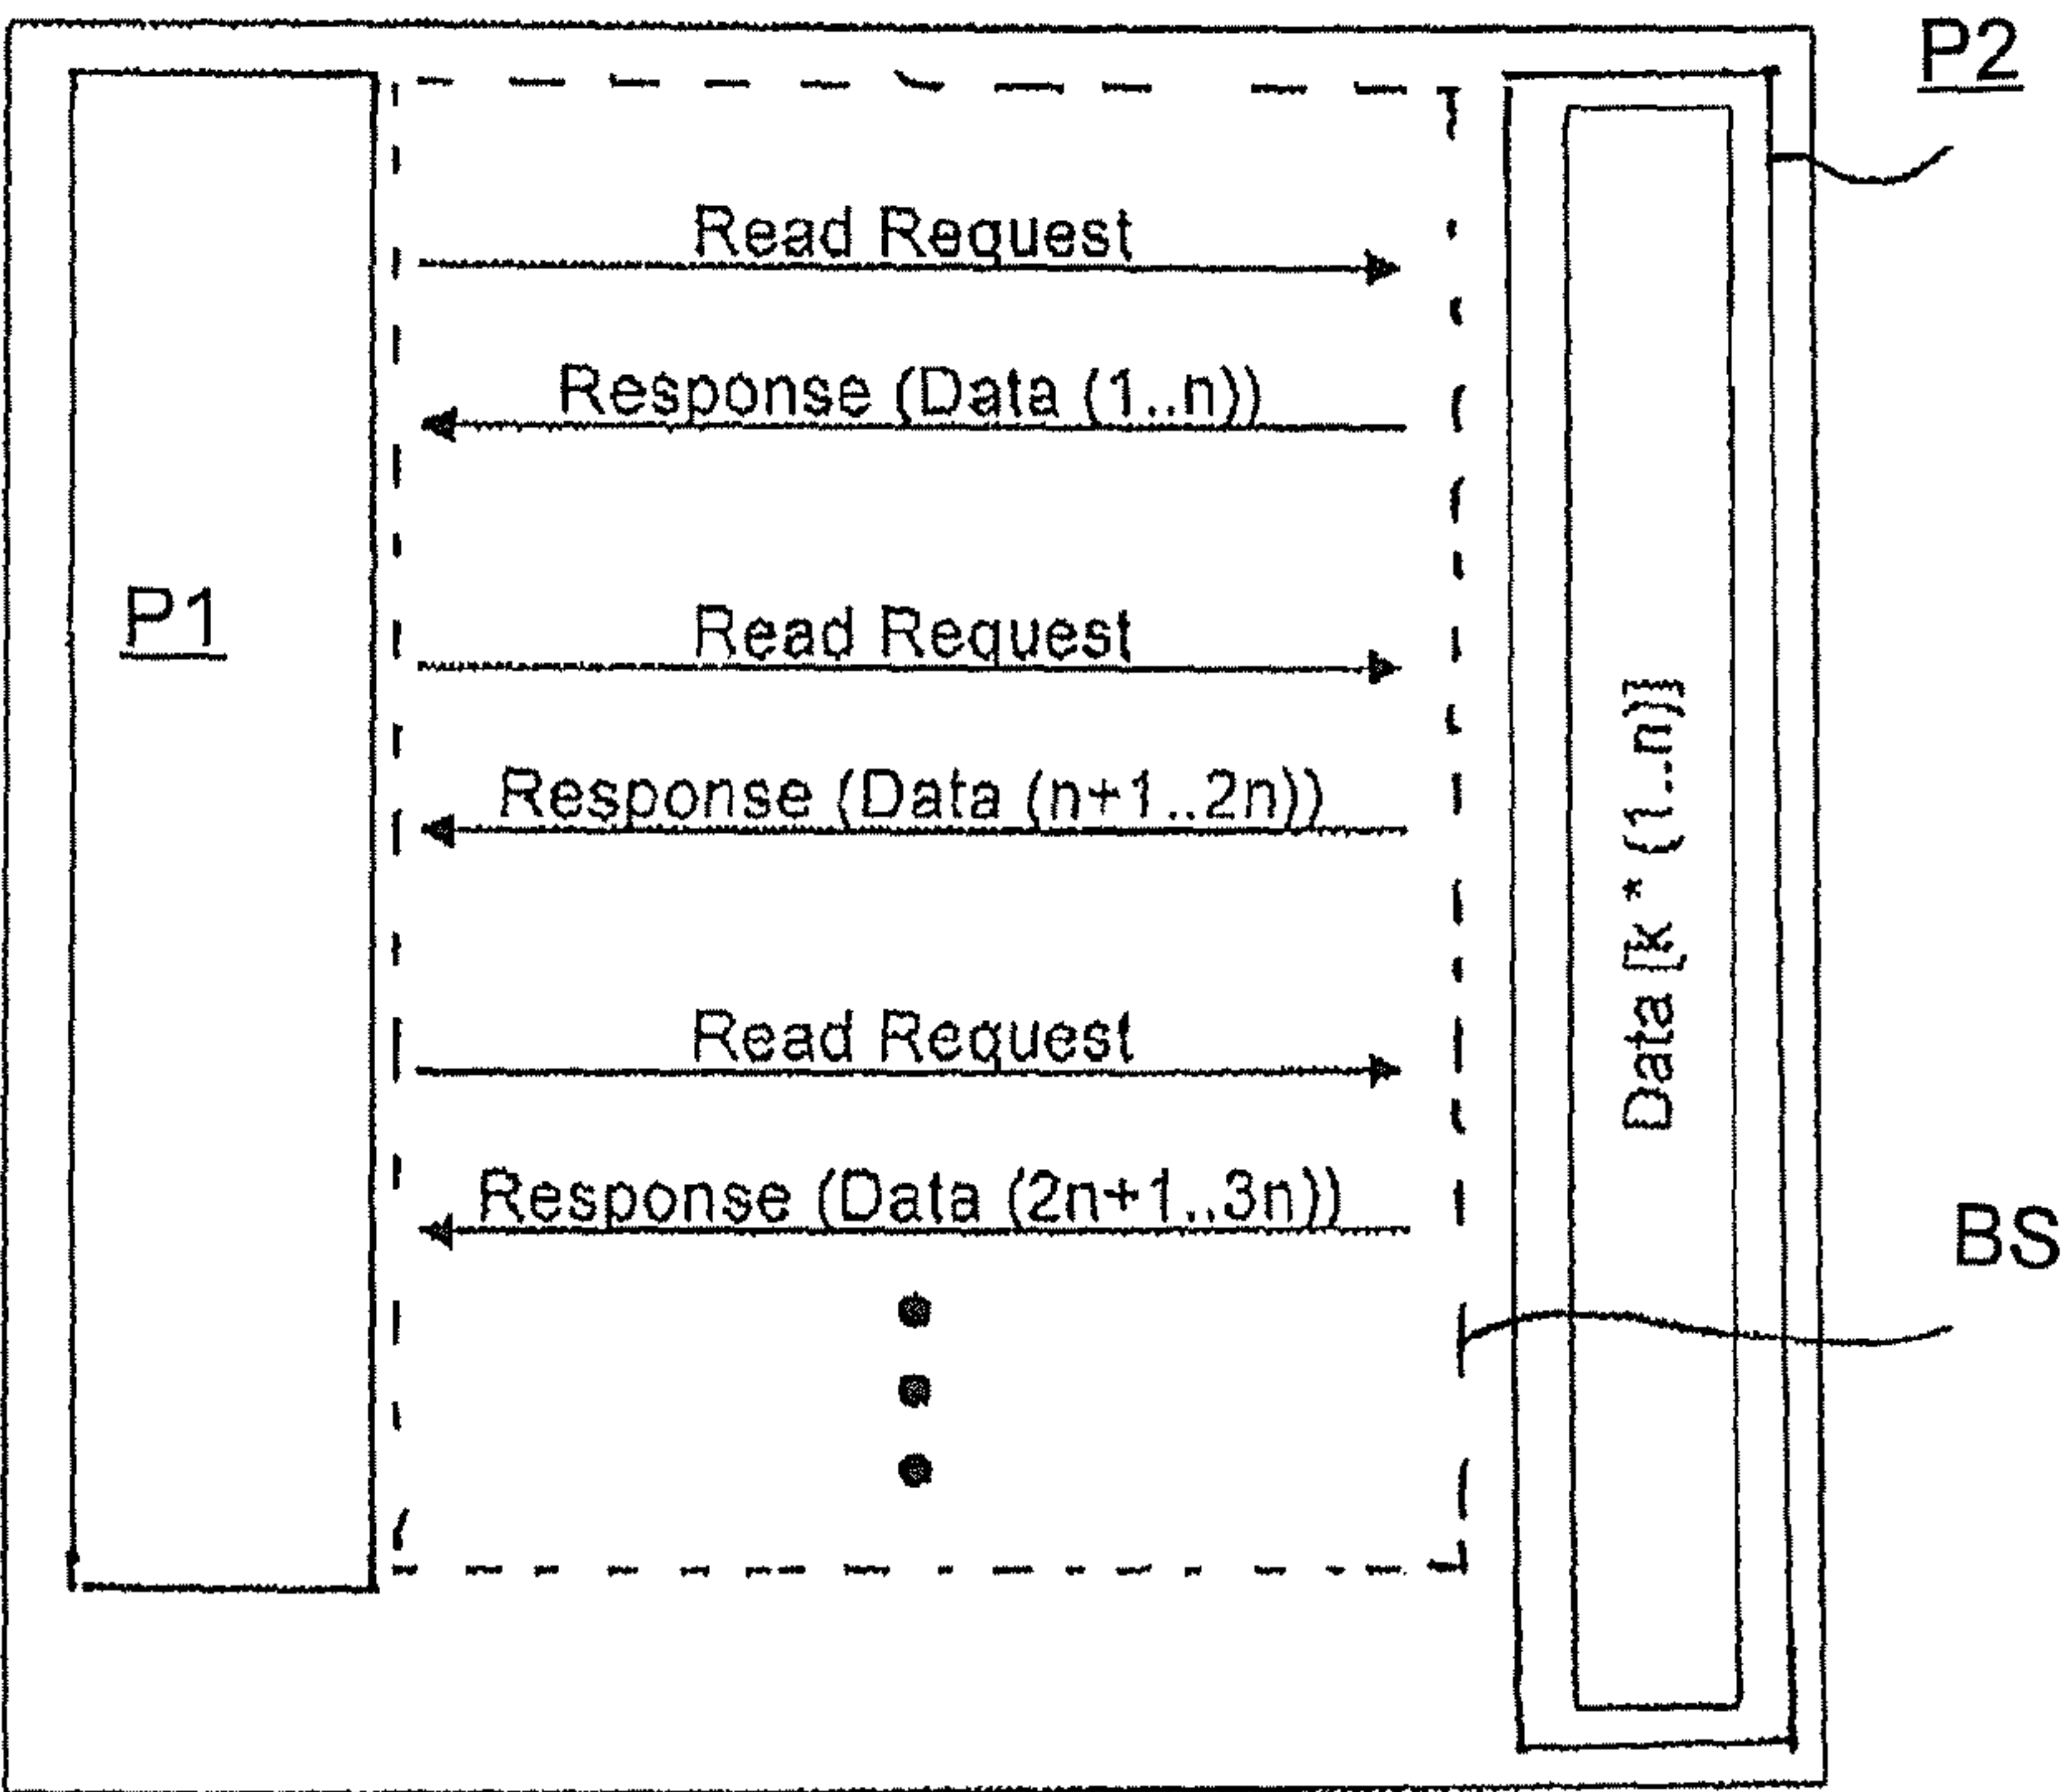 P2
Read Request
Response (Data (1..n))
P1
Read Request
Response (Data (n+1..2n))
Data [k * (1..n)]
Read Request
Response (Data (2n+1..3n))
BS